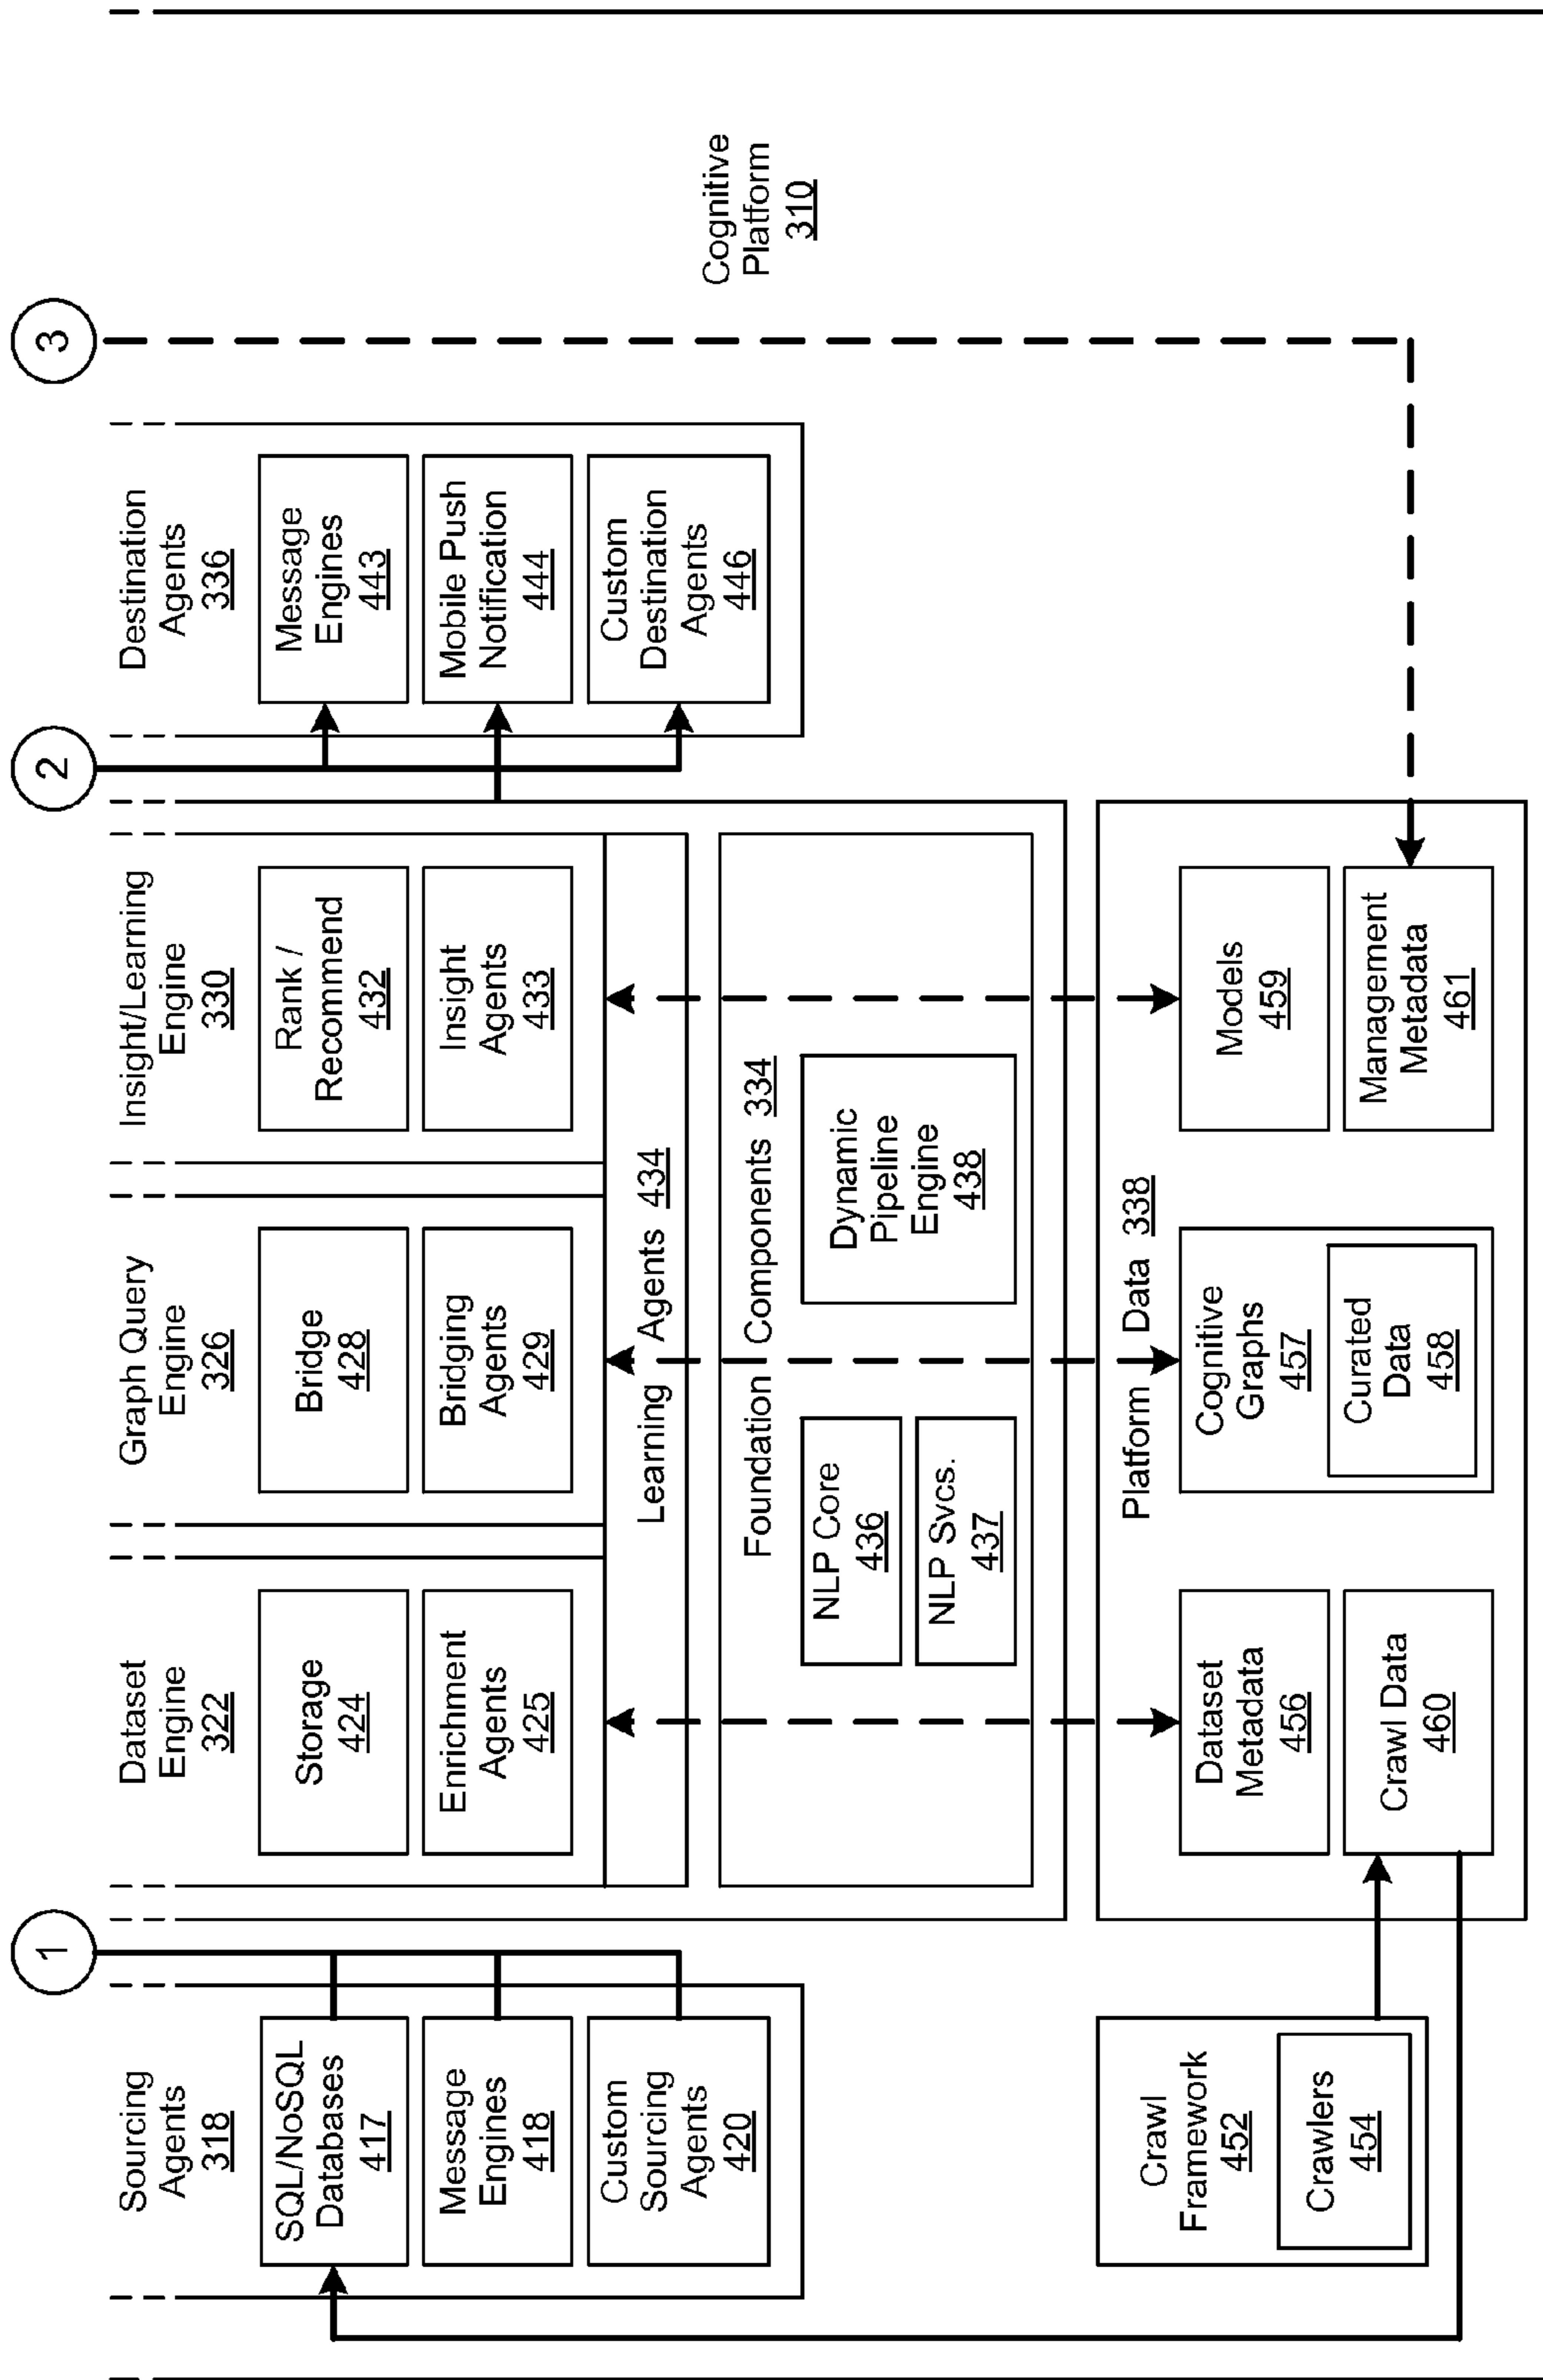 1
2
3
Sourcing
Agents
318
SQL/NoSQL
Databases
417
Message
Engines
418
Custom
Sourcing
Agents
420
Dataset
Engine
322
Storage
424
Enrichment
Agents
425
Graph Query
Engine
326
Bridge
428
Bridging
Agents
429
Insight/Learning
Engine
330
Rank /
Recommend
432
Insight
Agents
433
Learning Agents 434
Foundation Components 334
NLP Core
436
NLP Svcs.
437
Dynamic
Pipeline
Engine
438
Destination
Agents
336
Message
Engines
443
Mobile Push
Notification
444
Custom
Destination
Agents
446
Cognitive
Platform
310
Crawl
Framework
452
Crawlers
454
Platform Data 338
Dataset
Metadata
456
Crawl Data
460
Cognitive
Graphs
457
Curated
Data
458
Models
459
Management
Metadata
461